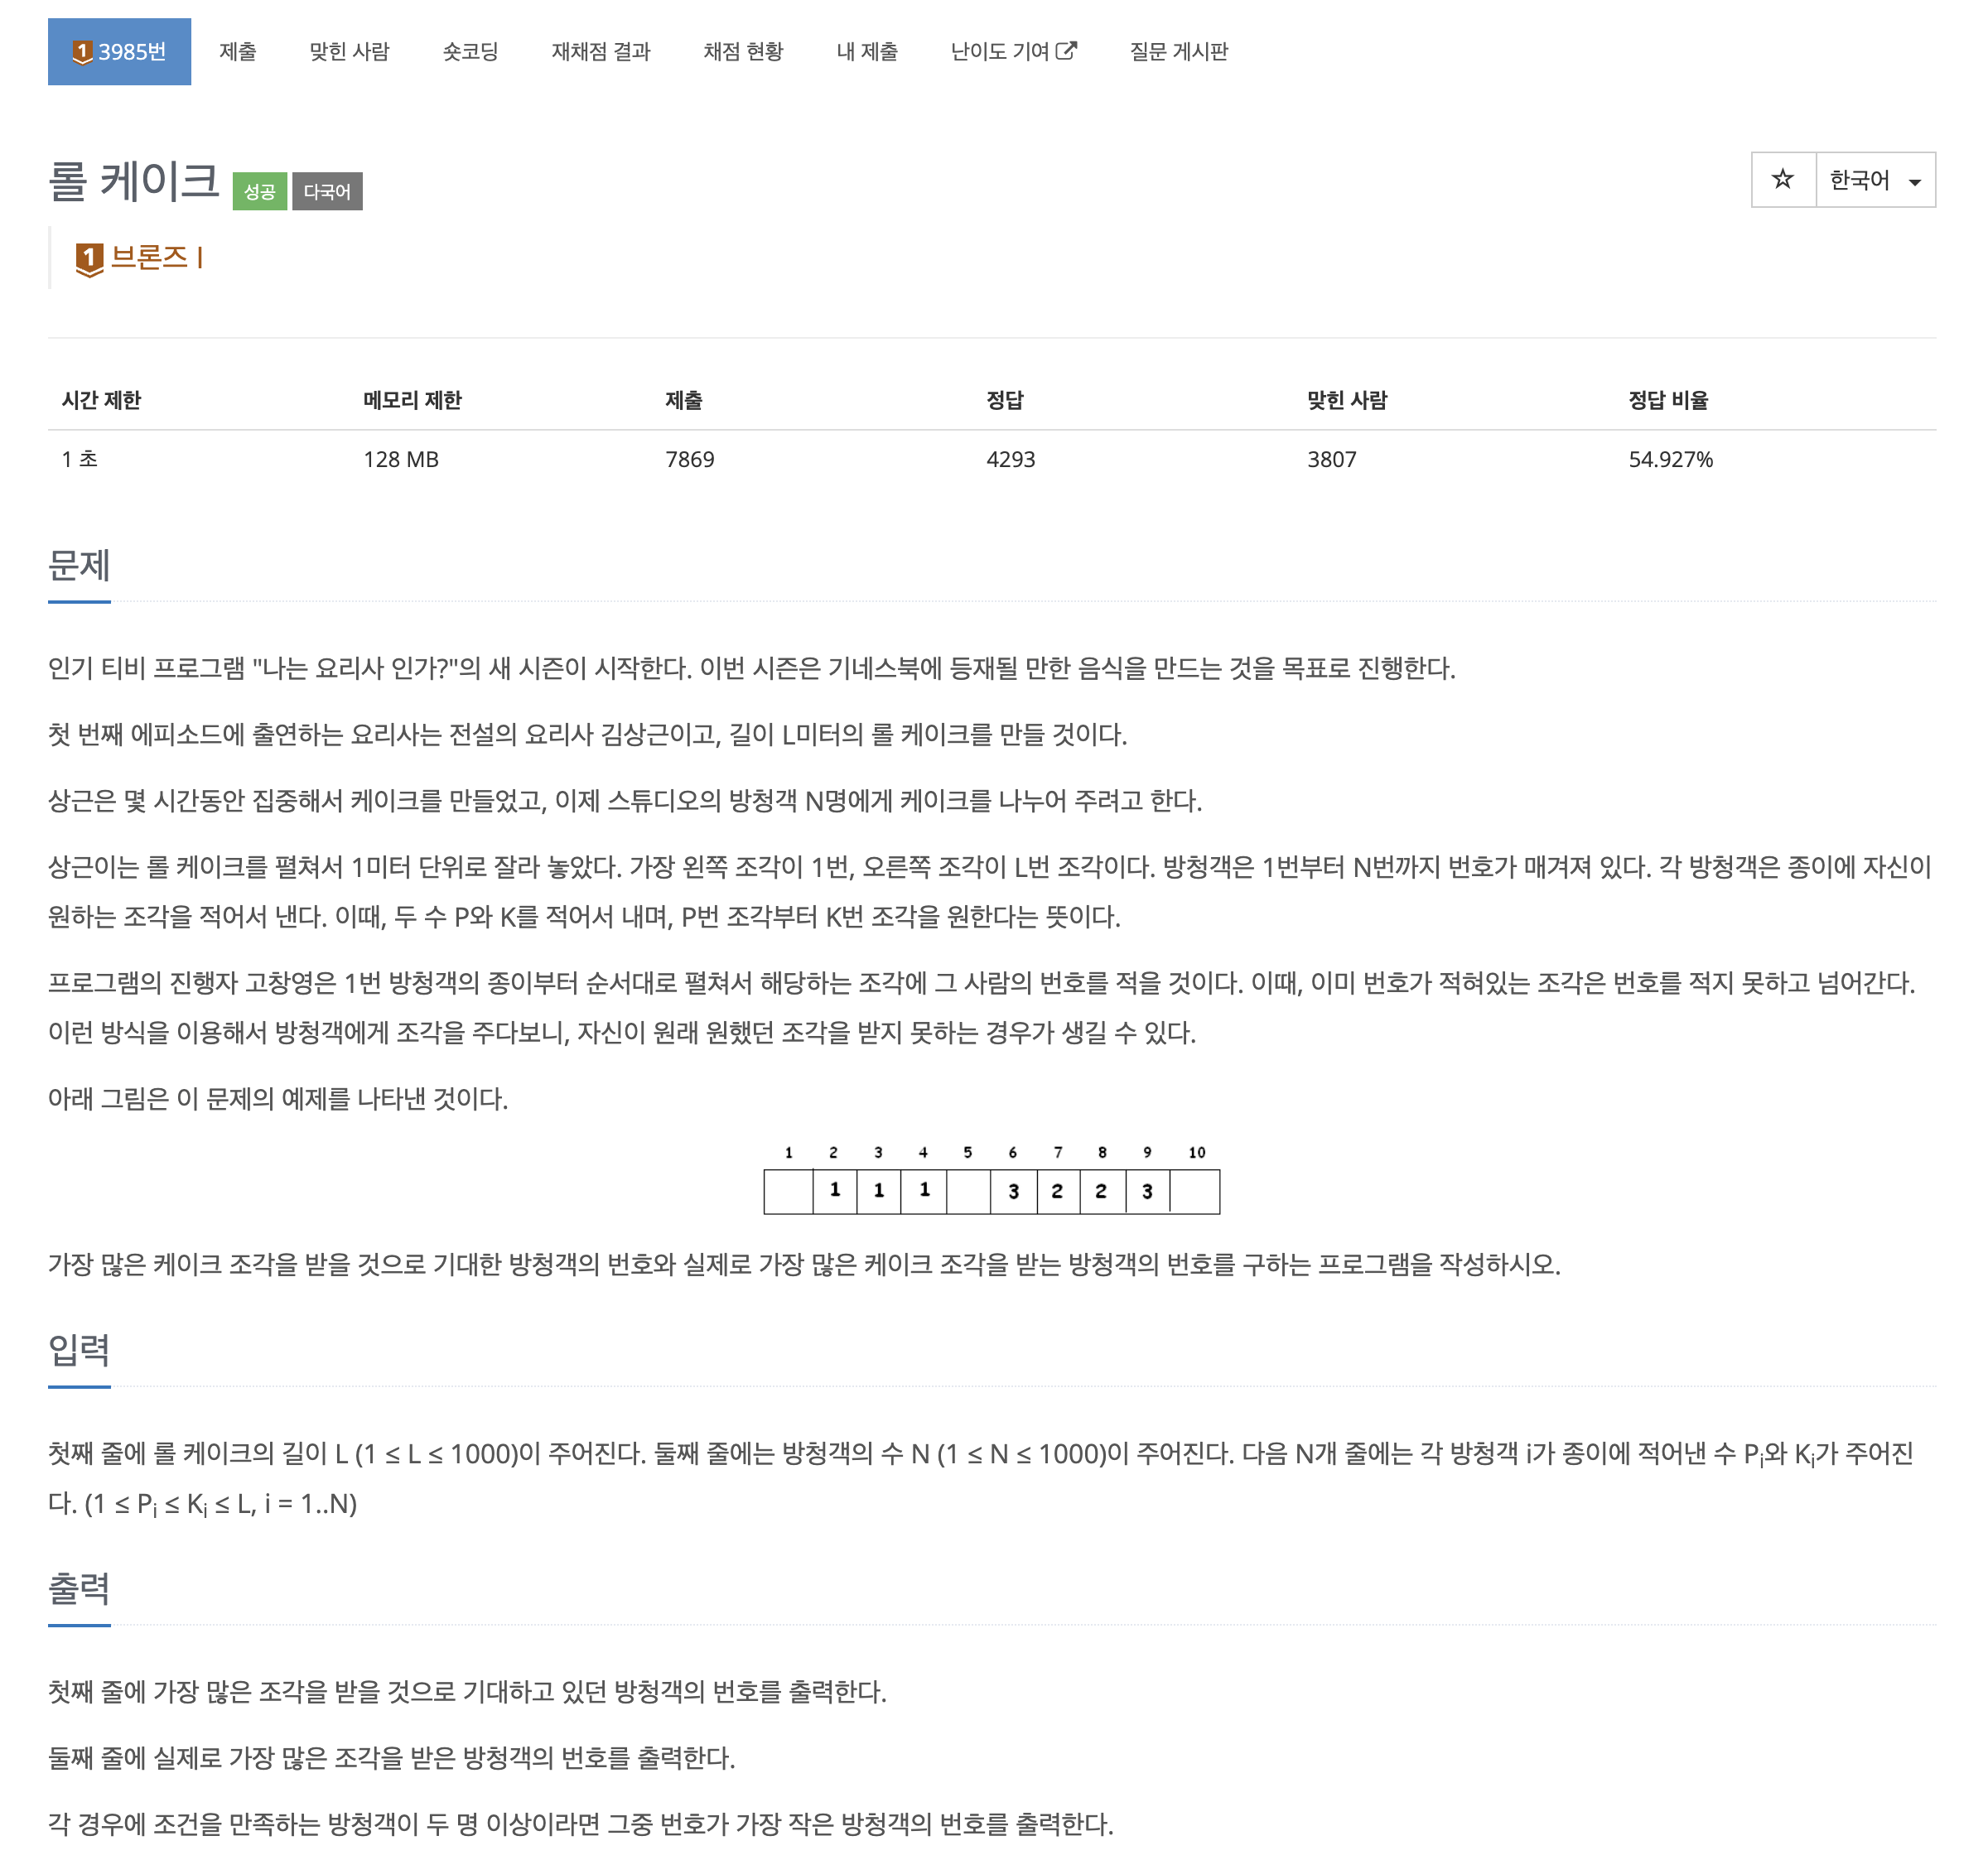 1 3985번 제출 맞힌 사람 숏코딩 재채점 결과 채점 현황 내 제출 난이도 기여 질문 게시판
롤 케이크 성공 다국어 한국어
1 브론즈 I
시간 제한 메모리 제한 제출 정답 맞힌 사람 정답 비율
1 초 128 MB 7869 4293 3807 54.927%
문제
인기 티비 프로그램 "나는 요리사 인가?"의 새 시즌이 시작한다. 이번 시즌은 기네스북에 등재될 만한 음식을 만드는 것을 목표로 진행한다.
첫 번째 에피소드에 출연하는 요리사는 전설의 요리사 김상근이고, 길이 L미터의 롤 케이크를 만들 것이다.
상근은 몇 시간동안 집중해서 케이크를 만들었고, 이제 스튜디오의 방청객 N명에게 케이크를 나누어 주려고 한다.
상근이는 롤 케이크를 펼쳐서 1미터 단위로 잘라 놓았다. 가장 왼쪽 조각이 1번, 오른쪽 조각이 L번 조각이다. 방청객은 1번부터 N번까지 번호가 매겨져 있다. 각 방청객은 종이에 자신이
원하는 조각을 적어서 낸다. 이때, 두 수 P와 K를 적어서 내며, P번 조각부터 K번 조각을 원한다는 뜻이다.
프로그램의 진행자 고창영은 1번 방청객의 종이부터 순서대로 펼쳐서 해당하는 조각에 그 사람의 번호를 적을 것이다. 이때, 이미 번호가 적혀있는 조각은 번호를 적지 못하고 넘어간다.
이런 방식을 이용해서 방청객에게 조각을 주다보니, 자신이 원래 원했던 조각을 받지 못하는 경우가 생길 수 있다.
아래 그림은 이 문제의 예제를 나타낸 것이다.
1 2 3 4 5 6 7 8 9 10
1 1 1 3 2 2 3
가장 많은 케이크 조각을 받을 것으로 기대한 방청객의 번호와 실제로 가장 많은 케이크 조각을 받는 방청객의 번호를 구하는 프로그램을 작성하시오.
입력
첫째 줄에 롤 케이크의 길이 L (1 ≤ L ≤ 1000)이 주어진다. 둘째 줄에는 방청객의 수 N (1 ≤ N ≤ 1000)이 주어진다. 다음 N개 줄에는 각 방청객 i가 종이에 적어낸 수 Pi와 Ki가 주어진
다. (1 ≤ Pi ≤ Ki ≤ L, i = 1..N)
출력
첫째 줄에 가장 많은 조각을 받을 것으로 기대하고 있던 방청객의 번호를 출력한다.
둘째 줄에 실제로 가장 많은 조각을 받은 방청객의 번호를 출력한다.
각 경우에 조건을 만족하는 방청객이 두 명 이상이라면 그중 번호가 가장 작은 방청객의 번호를 출력한다.